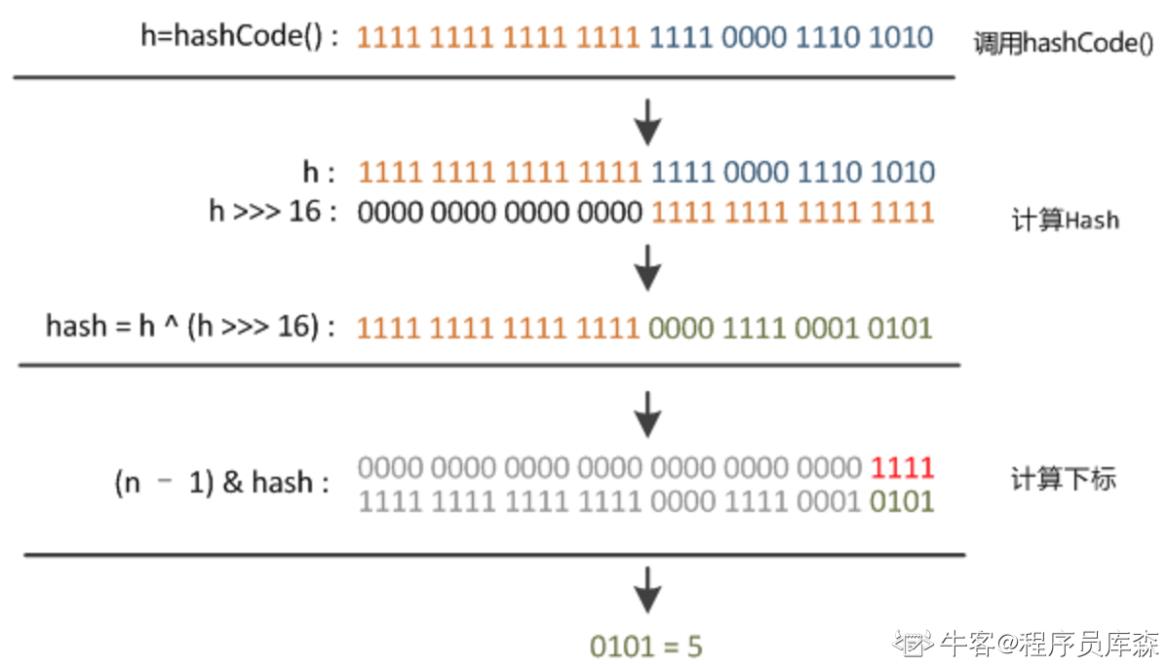 h=hashCode() : 1111 1111 1111 1111 1111 0000 1110 1010 调用hashCode()
h : 1111 1111 1111 1111 1111 0000 1110 1010
h >>> 16 : 0000 0000 0000 0000 1111 1111 1111 1111
计算Hash
hash = h ^ (h >>> 16) : 1111 1111 1111 1111 0000 1111 0001 0101
0000 0000 0000 0000 0000 0000 0000 1111
(n - 1) & hash : 计算下标
1111 1111 1111 1111 0000 1111 0001 0101
0101 = 5
牛客@程序员库森